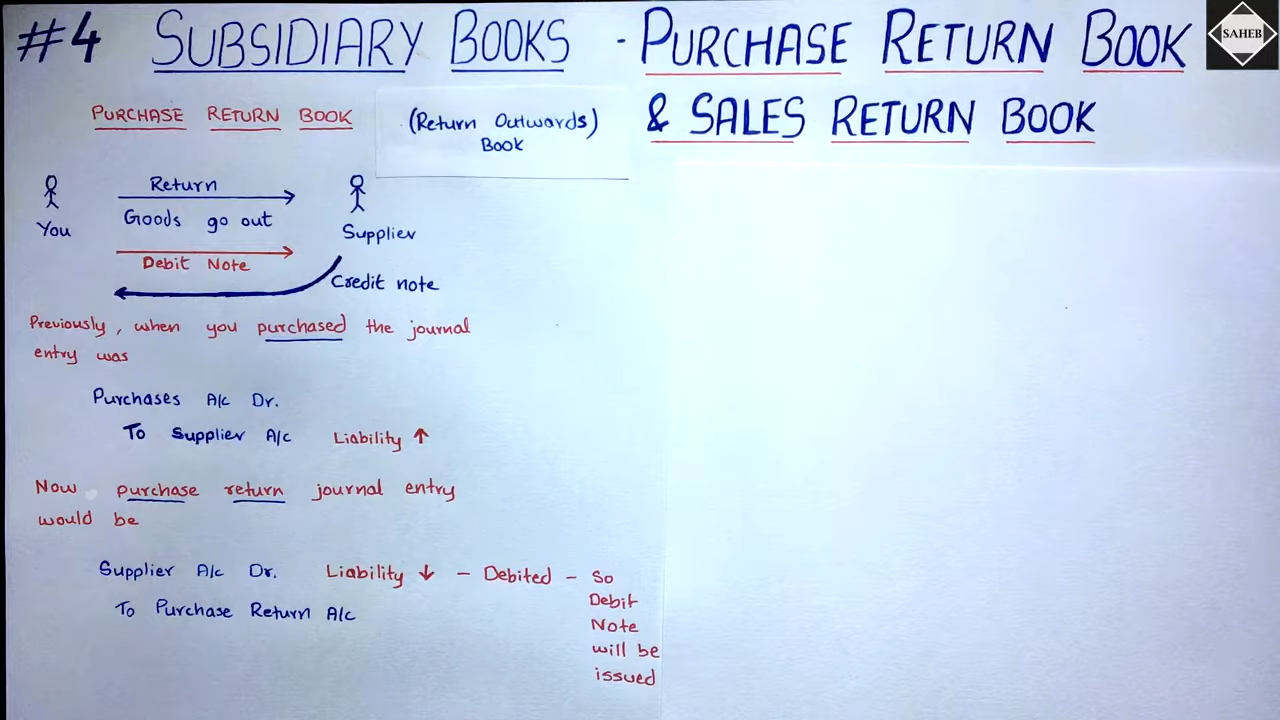 #4 SUBSIDIARY BOOKS - PURCHASE RETURN BOOK
& SALES RETURN BOOK
SAHEB
PURCHASE RETURN BOOK
(Return Outwards)
Book
Return
Goods go out
You
Supplier
Debit Note
Credit note
Previously, when you purchased the journal
entry was
Purchases A/c Dr.
To Supplier A/c Liability ↑
Now purchase return journal entry
would be
Supplier A/c Dr. Liability ↓ - Debited - So
Debit
Note
will be
issued
To Purchase Return A/c